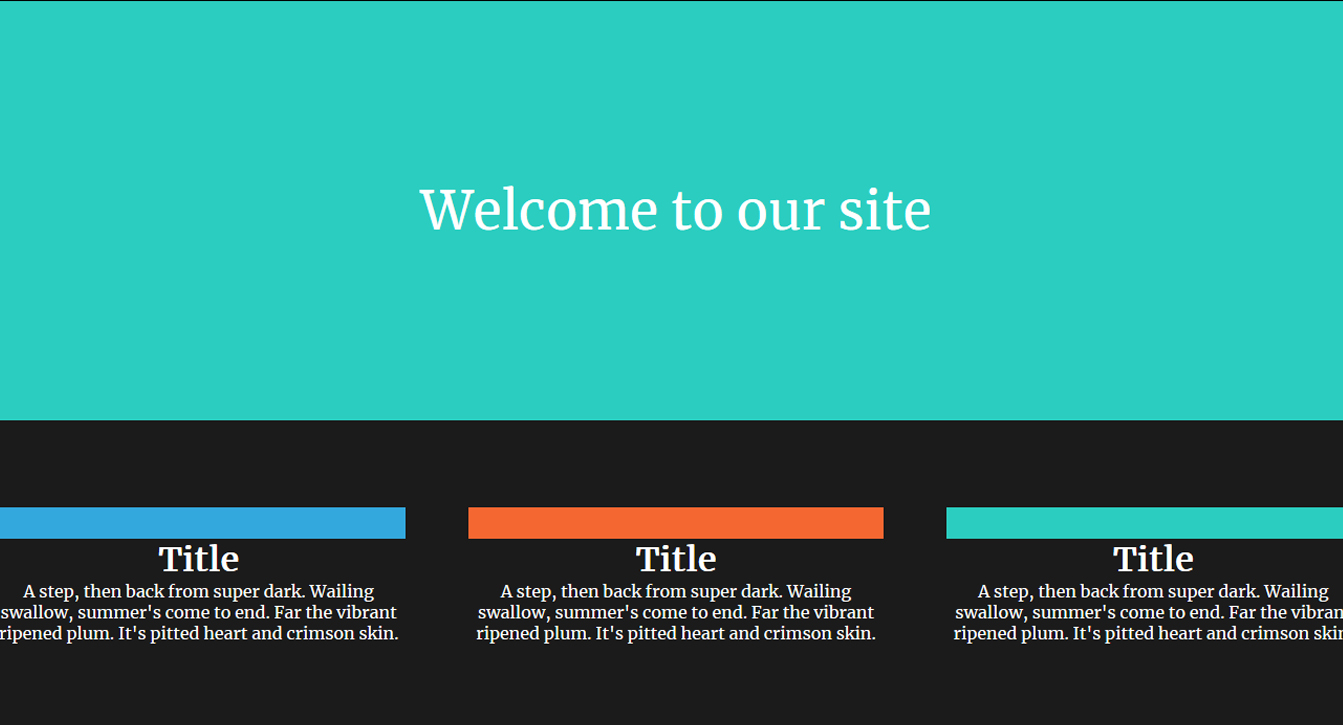 Welcome to our site
Title
A step, then back from super dark. Wailing
swallow, summer's come to end. Far the vibrant
ripened plum. It's pitted heart and crimson skin.
Title
A step, then back from super dark. Wailing
swallow, summer's come to end. Far the vibrant
ripened plum. It's pitted heart and crimson skin.
Title
A step, then back from super dark. Wailing
swallow, summer's come to end. Far the vibran
ripened plum. It's pitted heart and crimson skin